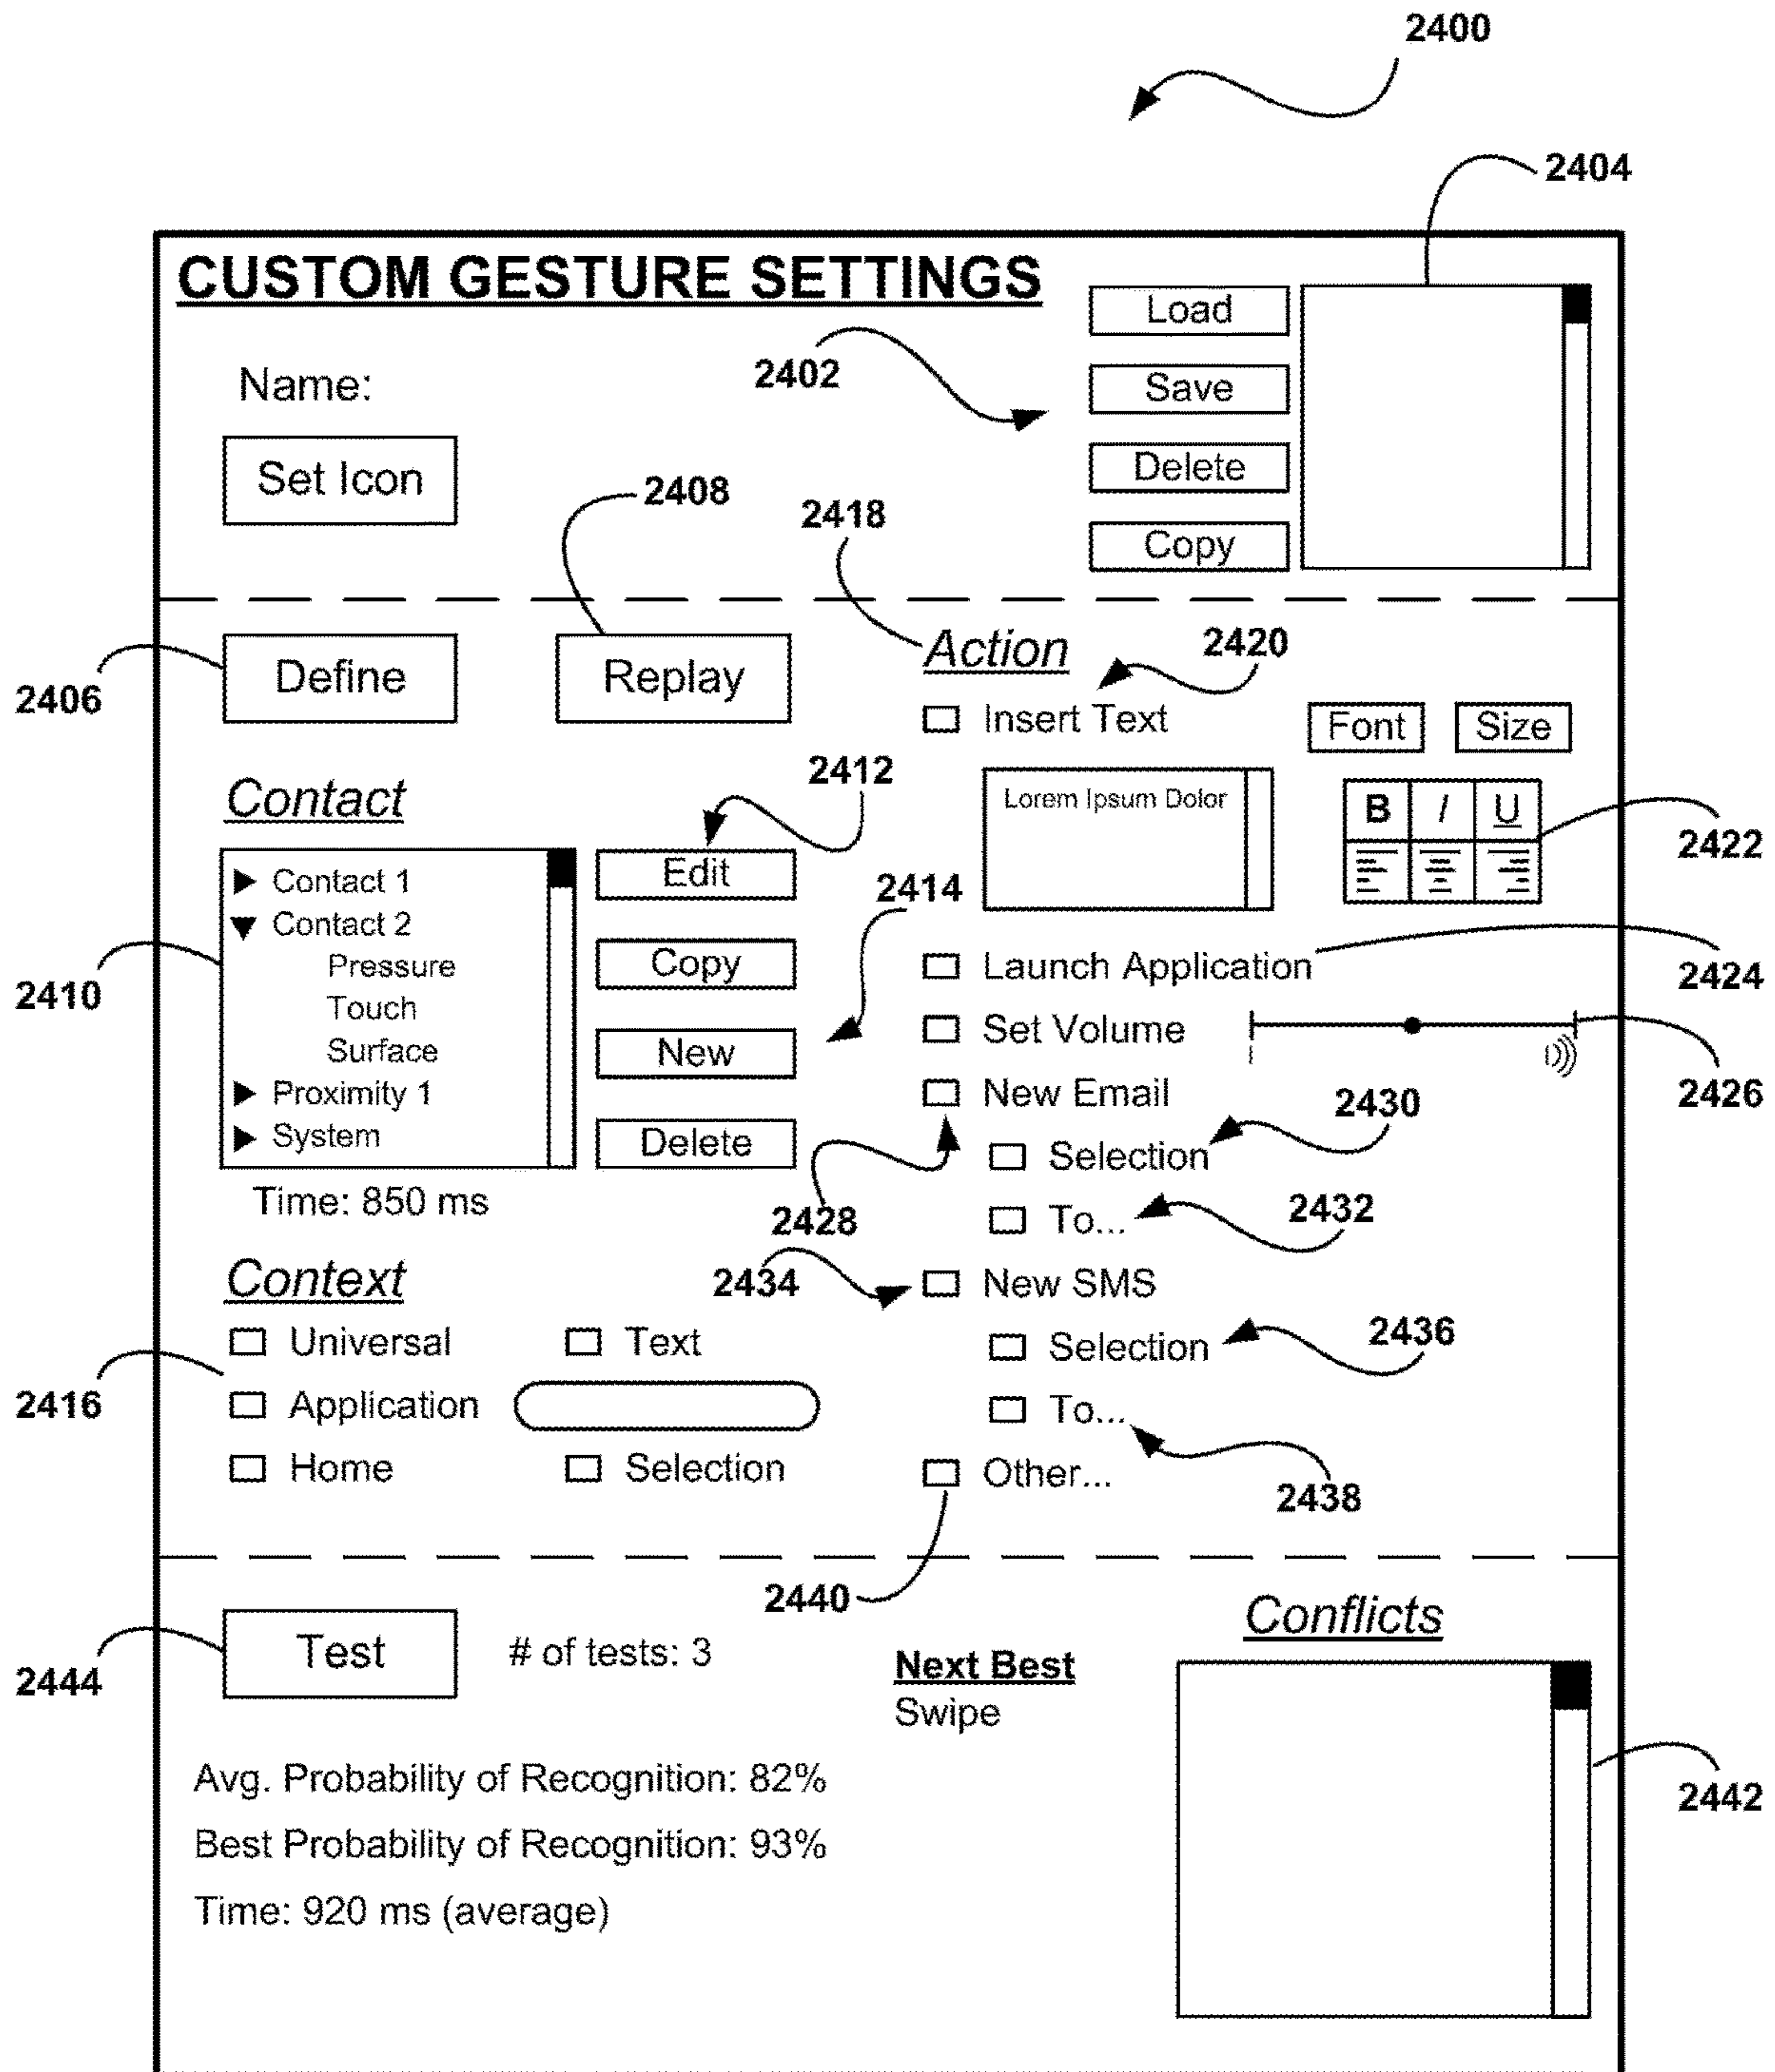 2400
2404
CUSTOM GESTURE SETTINGS
Load
2402
Save
Name:
Delete
Set Icon
2408
2418
Copy
2406
Define
Replay
Action
2420
Insert Text
Font
Size
2412
Contact
Lorem Ipsum Dolor
B I U
2422
Edit
Contact 1
2414
Contact 2
Copy
Launch Application
2424
Pressure
2410
Touch
New
Set Volume
Surface
2426
Proximity 1
New Email
2430
System
Delete
Selection
Time: 850 ms
2428
To...
2432
Context
2434
New SMS
Universal
Text
Selection
2436
2416
Application
To...
Home
Selection
Other...
2438
2440
Conflicts
2444
Test
# of tests: 3
Next Best
Swipe
Avg. Probability of Recognition: 82%
2442
Best Probability of Recognition: 93%
Time: 920 ms (average)